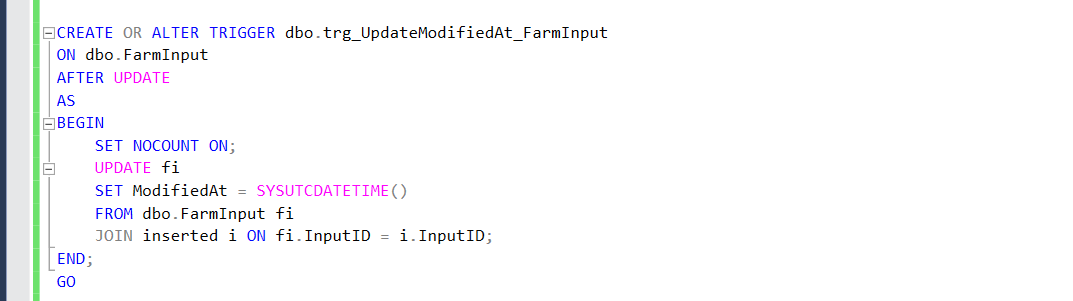 CREATE OR ALTER TRIGGER dbo.trg_UpdateModifiedAt_FarmInput
ON dbo.FarmInput
AFTER UPDATE
AS
BEGIN
    SET NOCOUNT ON;
    UPDATE fi
    SET ModifiedAt = SYSUTCDATETIME()
    FROM dbo.FarmInput fi
    JOIN inserted i ON fi.InputID = i.InputID;
END;
GO